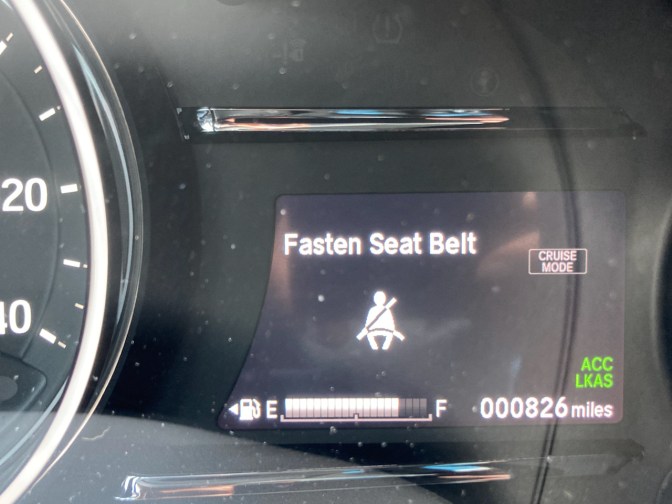 20
40
Fasten Seat Belt
CRUISE
MODE
ACC
LKAS
E F
000826 miles